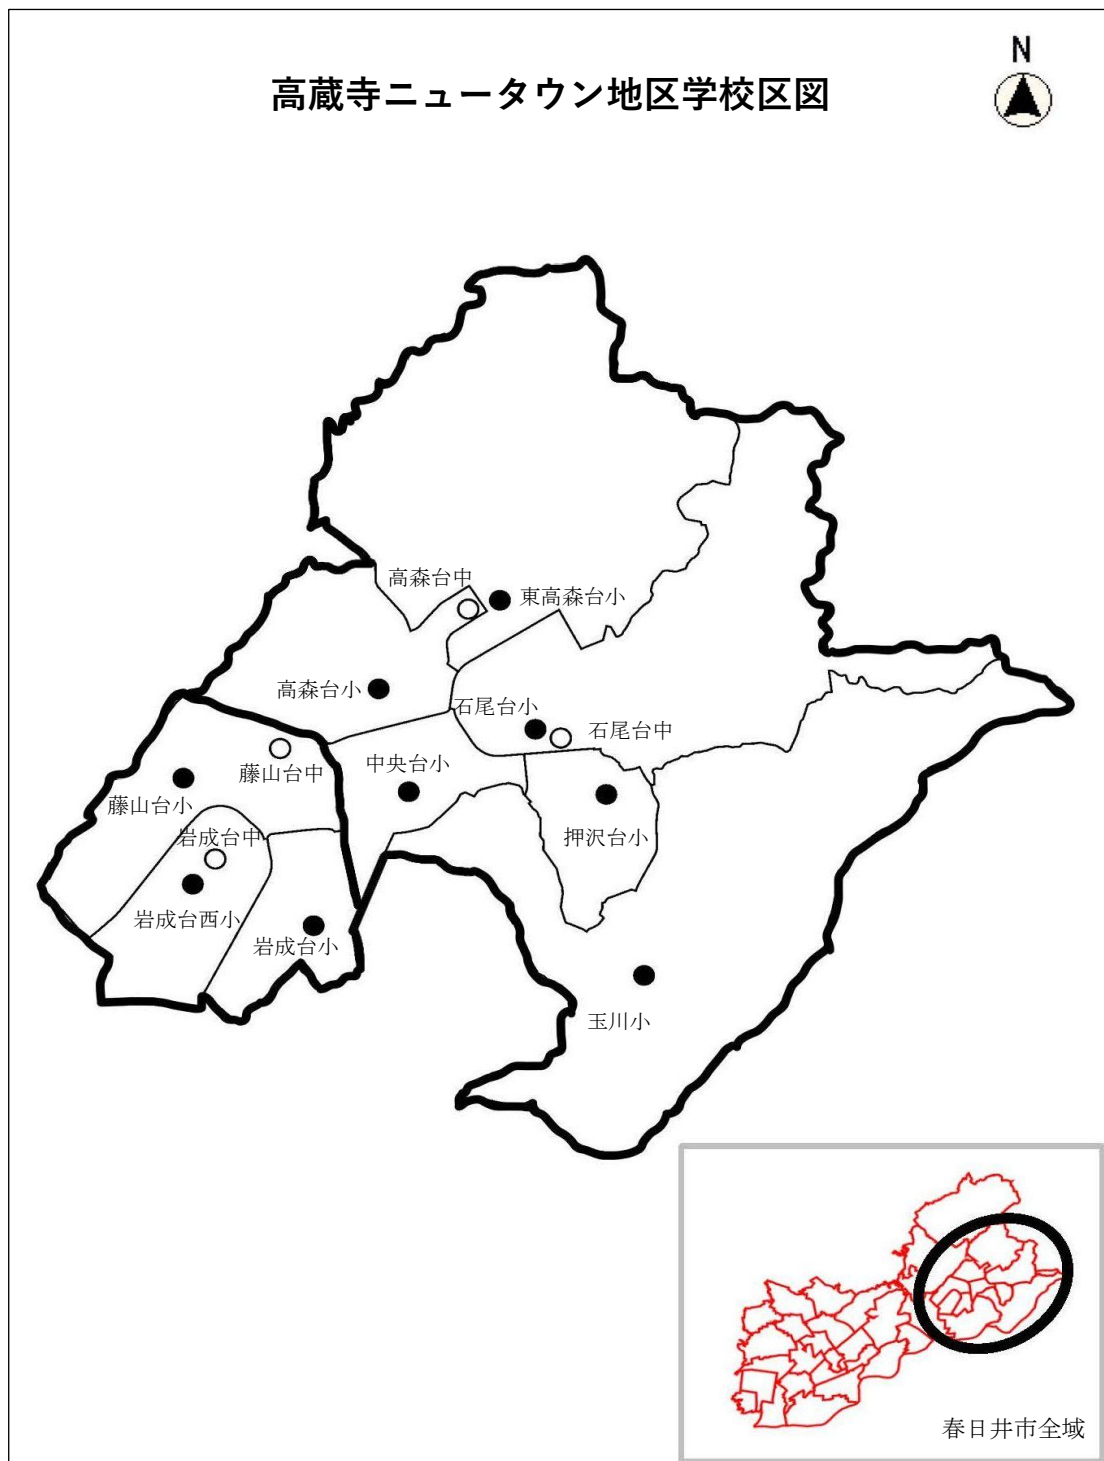 N
高蔵寺ニュータウン地区学校区図
高森台中
東高森台小
高森台小
石尾台小
石尾台中
藤山台中
中央台小
藤山台小
岩成台中
押沢台小
岩成台西小
岩成台小
玉川小
春日井市全域